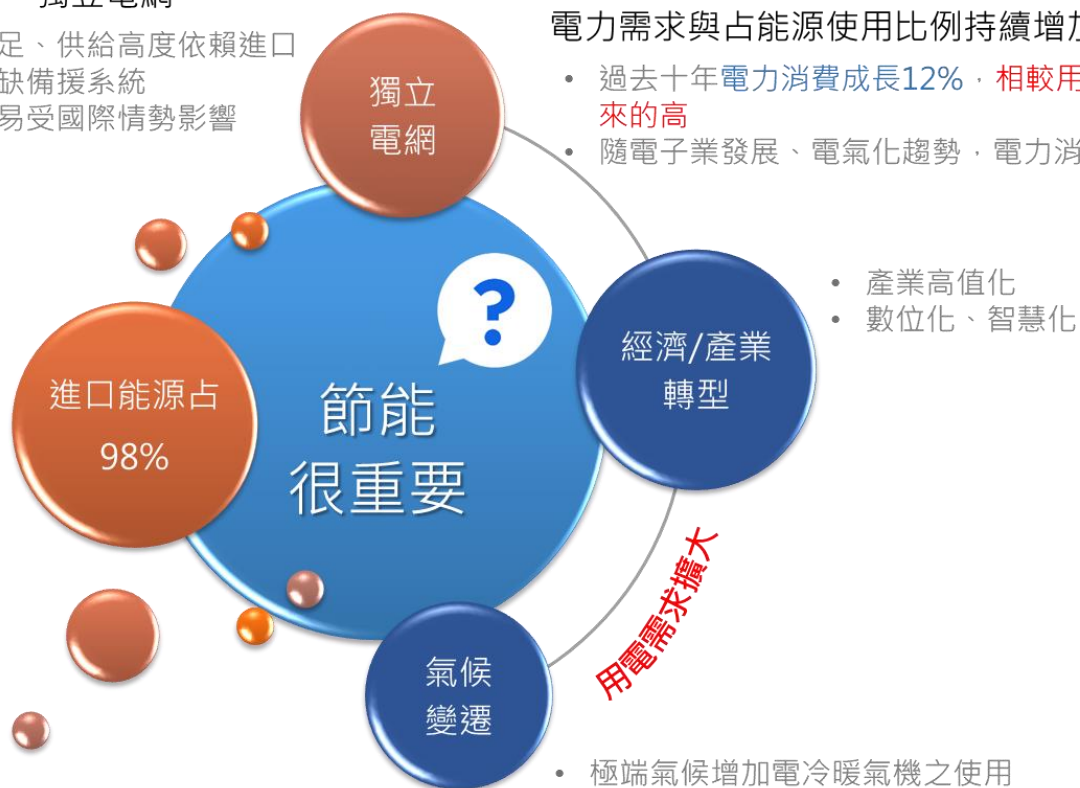 獨立電網
足、供給高度依賴進口
缺備援系統
易受國際情勢影響
電力需求與占能源使用比例持續增加
• 過去十年電力消費成長12%，相較用
來的高
• 隨電子業發展、電氣化趨勢，電力消
獨立
電網
• 產業高值化
• 數位化、智慧化
?
經濟/產業
轉型
進口能源占
98%
節能
很重要
用電需求擴大
氣候
變遷
• 極端氣候增加電冷暖氣機之使用